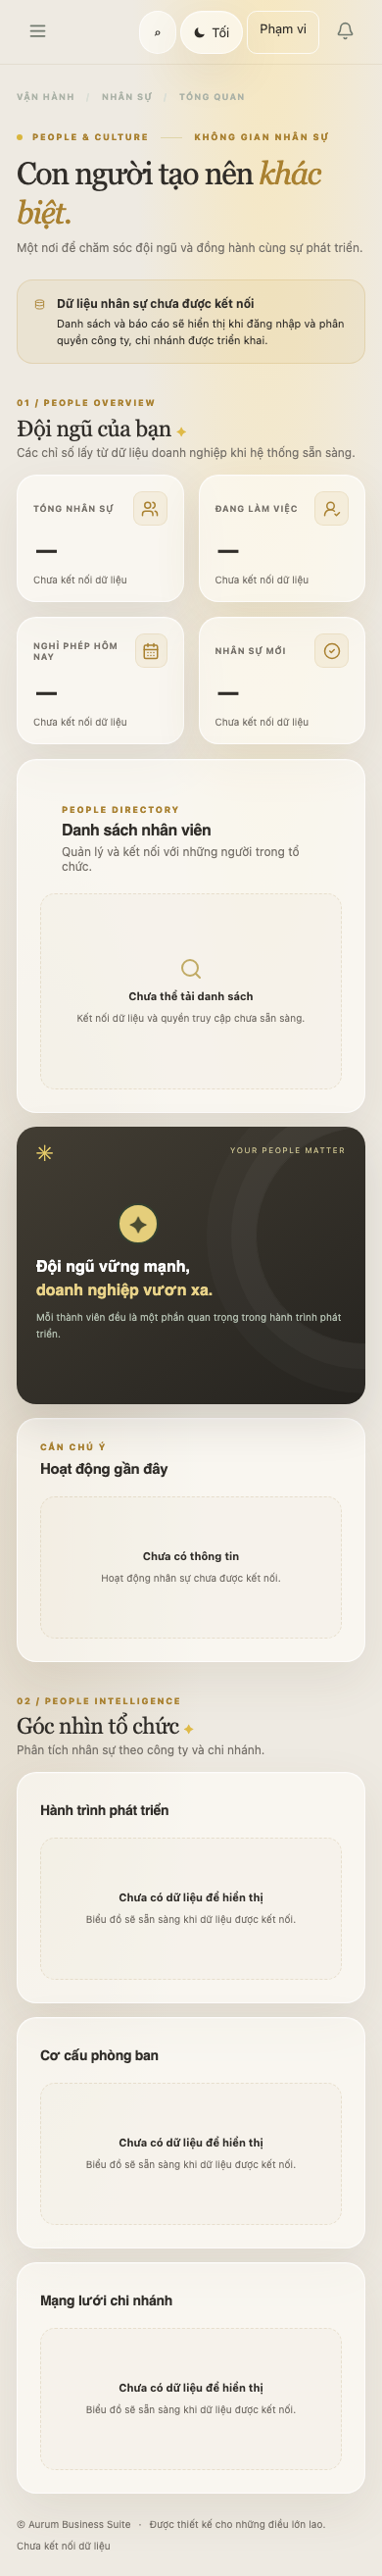 Tối
Phạm vi
VẬN HÀNH / NHÂN SỰ / TỔNG QUAN
PEOPLE & CULTURE — KHÔNG GIAN NHÂN SỰ
Con người tạo nên khác
biệt.
Một nơi để chăm sóc đội ngũ và đồng hành cùng sự phát triển.
Dữ liệu nhân sự chưa được kết nối
Danh sách và báo cáo sẽ hiển thị khi đăng nhập và phân
quyền công ty, chi nhánh được triển khai.
01 / PEOPLE OVERVIEW
Đội ngũ của bạn
Các chỉ số lấy từ dữ liệu doanh nghiệp khi hệ thống sẵn sàng.
TỔNG NHÂN SỰ
—
Chưa kết nối dữ liệu
ĐANG LÀM VIỆC
—
Chưa kết nối dữ liệu
NGHỈ PHÉP HÔM
NAY
—
Chưa kết nối dữ liệu
NHÂN SỰ MỚI
—
Chưa kết nối dữ liệu
PEOPLE DIRECTORY
Danh sách nhân viên
Quản lý và kết nối với những người trong tổ
chức.
Chưa thể tải danh sách
Kết nối dữ liệu và quyền truy cập chưa sẵn sàng.
YOUR PEOPLE MATTER
Đội ngũ vững mạnh,
doanh nghiệp vươn xa.
Mỗi thành viên đều là một phần quan trọng trong hành trình phát
triển.
CẦN CHÚ Ý
Hoạt động gần đây
Chưa có thông tin
Hoạt động nhân sự chưa được kết nối.
02 / PEOPLE INTELLIGENCE
Góc nhìn tổ chức
Phân tích nhân sự theo công ty và chi nhánh.
Hành trình phát triển
Chưa có dữ liệu để hiển thị
Biểu đồ sẽ sẵn sàng khi dữ liệu được kết nối.
Cơ cấu phòng ban
Chưa có dữ liệu để hiển thị
Biểu đồ sẽ sẵn sàng khi dữ liệu được kết nối.
Mạng lưới chi nhánh
Chưa có dữ liệu để hiển thị
Biểu đồ sẽ sẵn sàng khi dữ liệu được kết nối.
© Aurum Business Suite · Được thiết kế cho những điều lớn lao.
Chưa kết nối dữ liệu